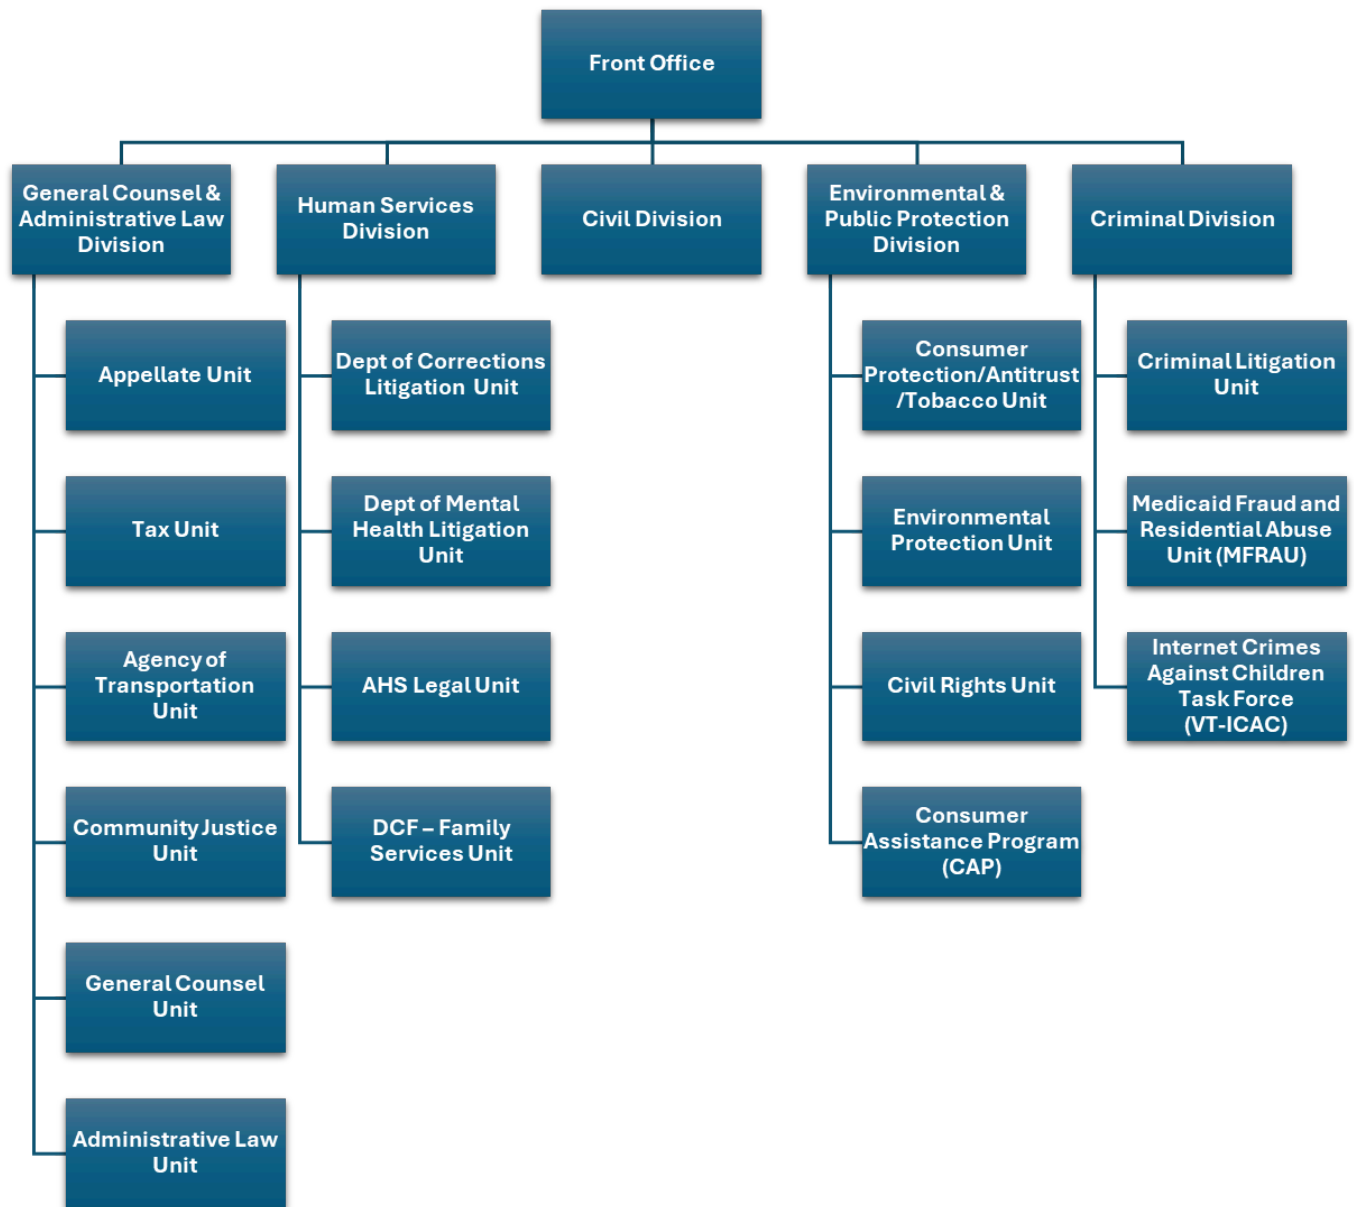 Front Office
General Counsel &
Administrative Law
Division
Human Services
Division
Civil Division
Environmental &
Public Protection
Division
Criminal Division
Appellate Unit
Tax Unit
Agency of
Transportation
Unit
Community Justice
Unit
General Counsel
Unit
Administrative Law
Unit
Dept of Corrections
Litigation Unit
Dept of Mental
Health Litigation
Unit
AHS Legal Unit
DCF – Family
Services Unit
Consumer
Protection/Antitrust
/Tobacco Unit
Environmental
Protection Unit
Civil Rights Unit
Consumer
Assistance Program
(CAP)
Criminal Litigation
Unit
Medicaid Fraud and
Residential Abuse
Unit (MFRAU)
Internet Crimes
Against Children
Task Force
(VT-ICAC)